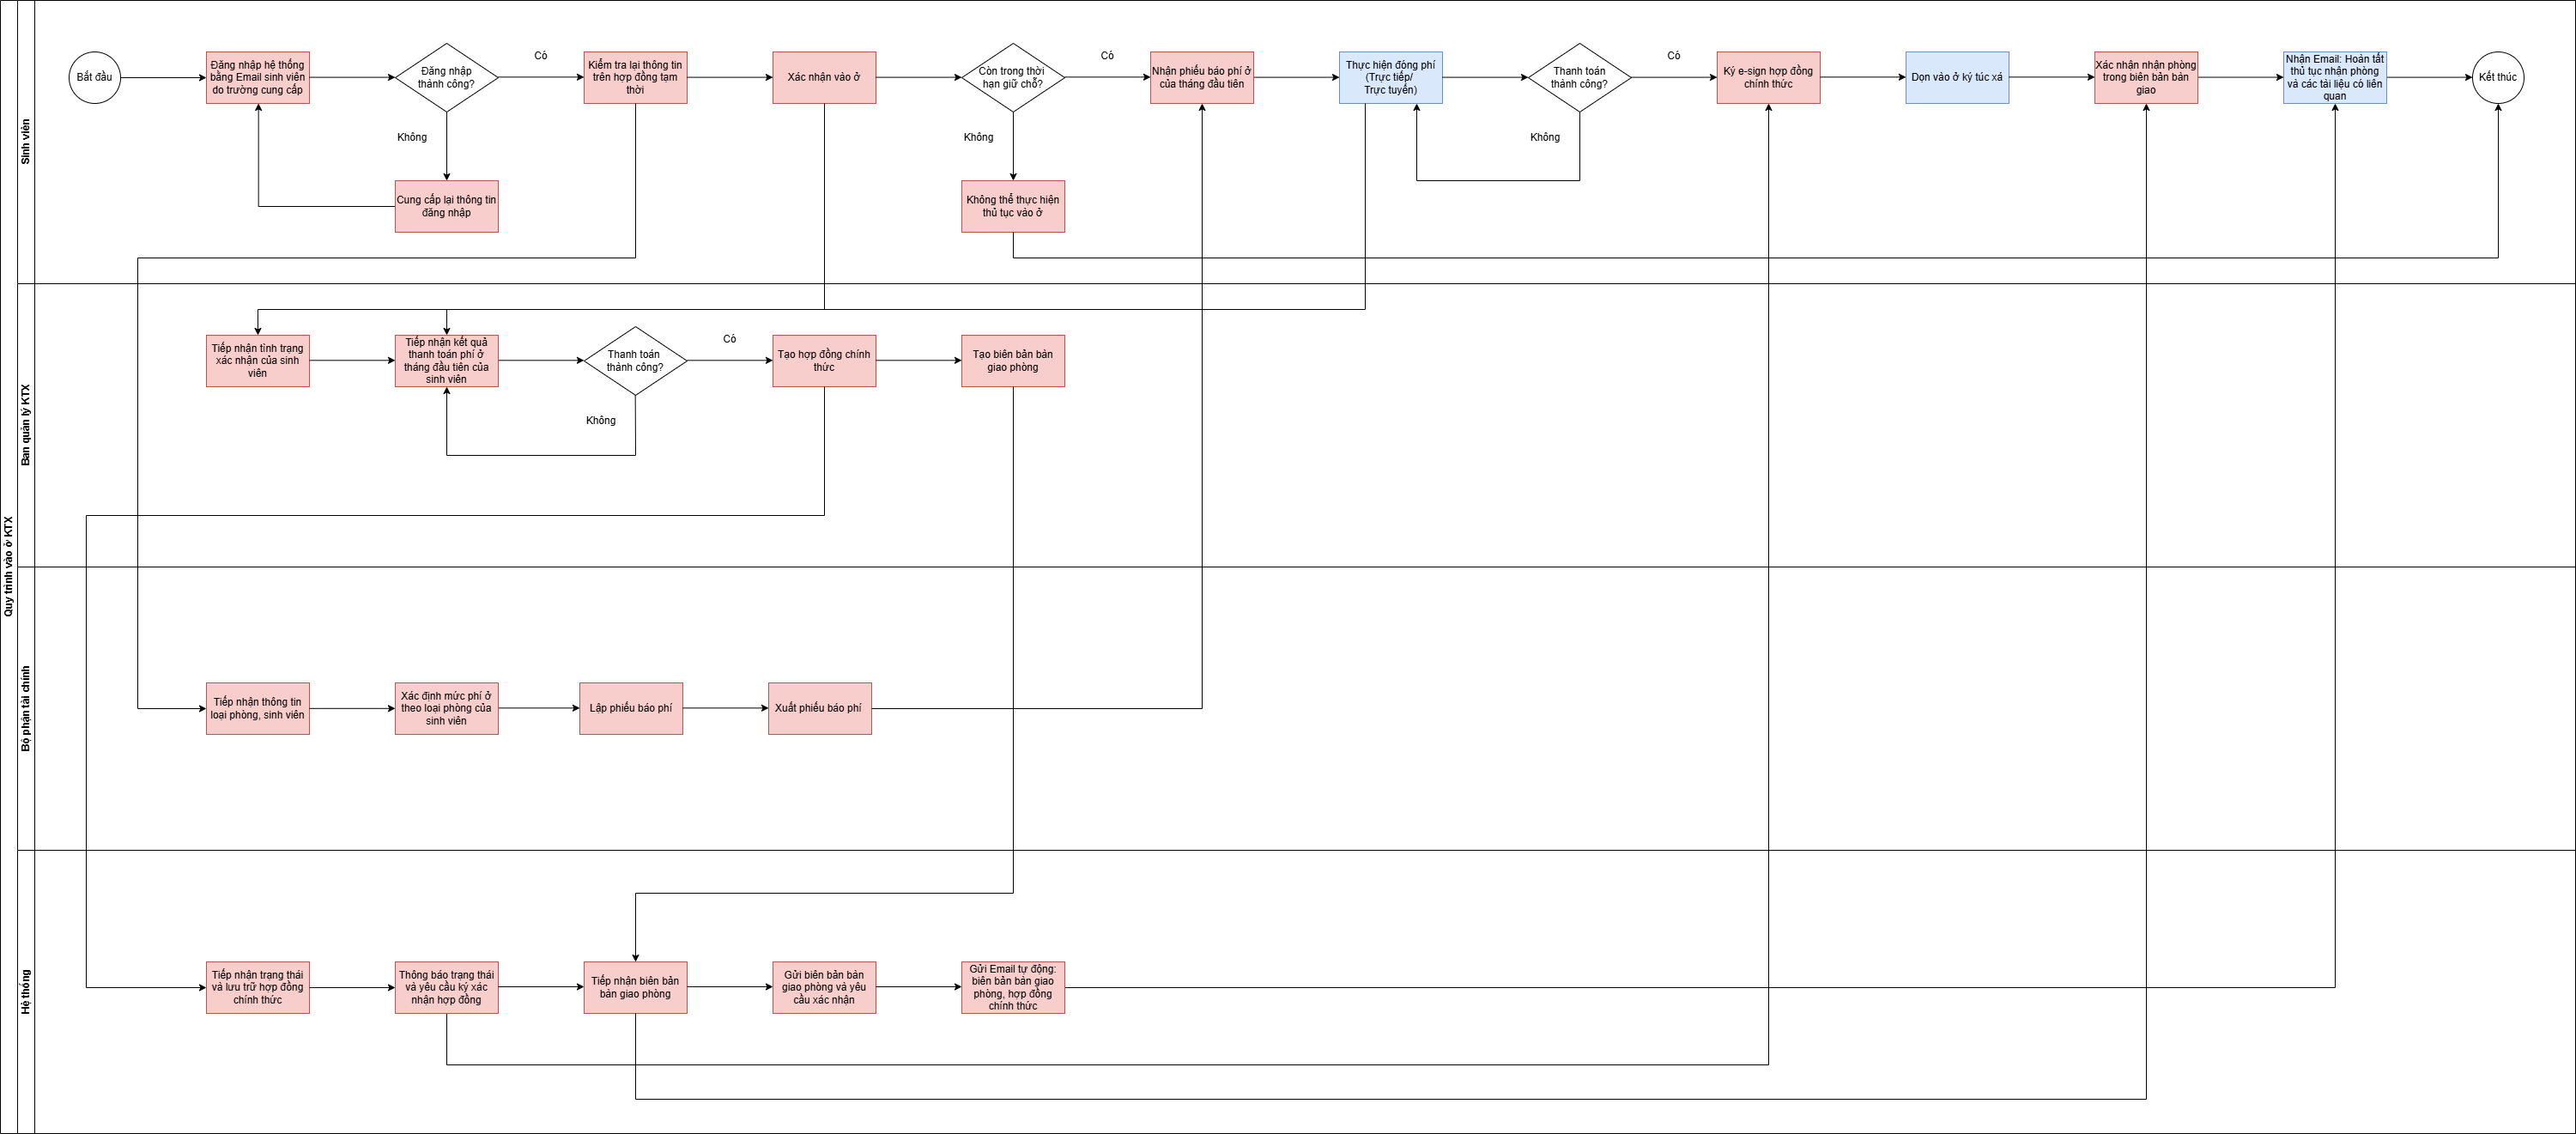 Quy trình vào ở KTX
Sinh viên
Bắt đầu
Đăng nhập hệ thống
bằng Email sinh viên
do trường cung cấp
Đăng nhập
thành công?
Có
Không
Cung cấp lại thông tin
đăng nhập
Kiểm tra lại thông tin
trên hợp đồng tạm
thời
Xác nhận vào ở
Còn trong thời
hạn giữ chỗ?
Có
Không
Không thể thực hiện
thủ tục vào ở
Nhận phiếu báo phí ở
của tháng đầu tiên
Thực hiện đóng phí
(Trực tiếp/
Trực tuyến)
Thanh toán
thành công?
Có
Không
Ký e-sign hợp đồng
chính thức
Dọn vào ở ký túc xá
Xác nhận nhận phòng
trong biên bản bàn
giao
Nhận Email: Hoàn tất
thủ tục nhận phòng
và các tài liệu có liên
quan
Kết thúc
Ban quản lý KTX
Tiếp nhận tình trạng
xác nhận của sinh
viên
Tiếp nhận kết quả
thanh toán phí ở
tháng đầu tiên của
sinh viên
Thanh toán
thành công?
Có
Không
Tạo hợp đồng chính
thức
Tạo biên bản bàn
giao phòng
Bộ phận tài chính
Tiếp nhận thông tin
loại phòng, sinh viên
Xác định mức phí ở
theo loại phòng của
sinh viên
Lập phiếu báo phí
Xuất phiếu báo phí
Hệ thống
Tiếp nhận trạng thái
và lưu trữ hợp đồng
chính thức
Thông báo trạng thái
và yêu cầu ký xác
nhận hợp đồng
Tiếp nhận biên bản
bàn giao phòng
Gửi biên bản bàn
giao phòng và yêu
cầu xác nhận
Gửi Email tự động:
biên bản bàn giao
phòng, hợp đồng
chính thức